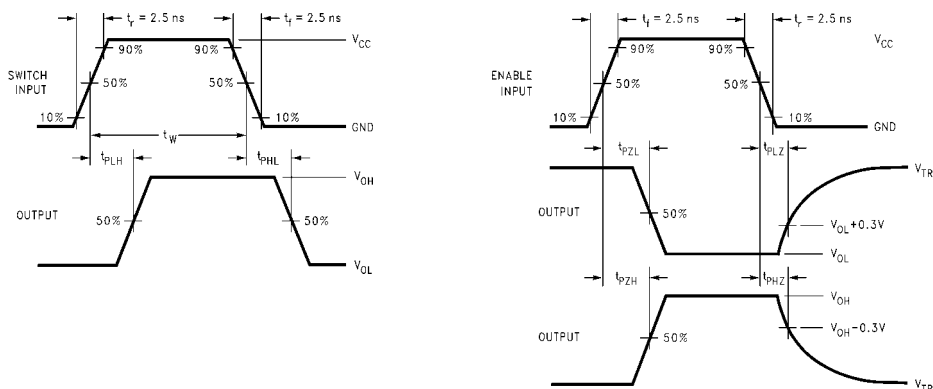 t_r = 2.5 ns
t_f = 2.5 ns
V_CC
90%
90%
SWITCH
INPUT
50%
50%
10%
10%
GND
t_W
t_PLH
t_PHL
V_OH
OUTPUT
50%
50%
V_OL
t_f = 2.5 ns
t_r = 2.5 ns
V_CC
90%
90%
ENABLE
INPUT
50%
50%
10%
10%
GND
t_PZL
t_PLZ
V_TR
OUTPUT
50%
V_OL+0.3V
V_OL
t_PZH
t_PHZ
V_OH
V_OH−0.3V
OUTPUT
50%
V_TR